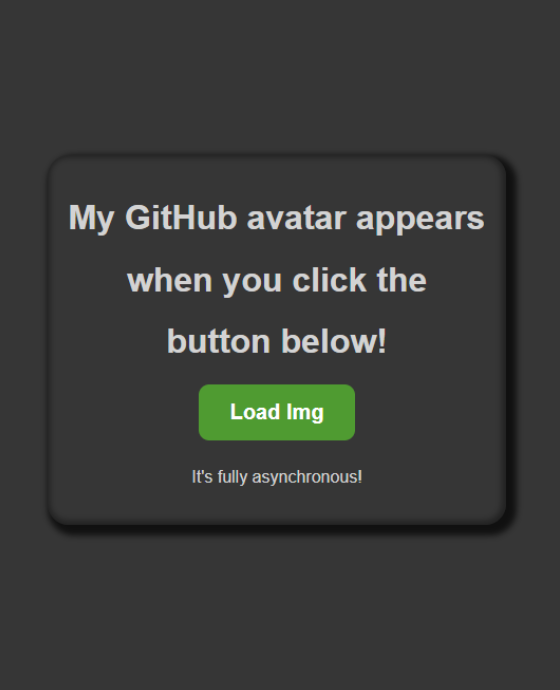 My GitHub avatar appears
when you click the
button below!
Load Img
It's fully asynchronous!